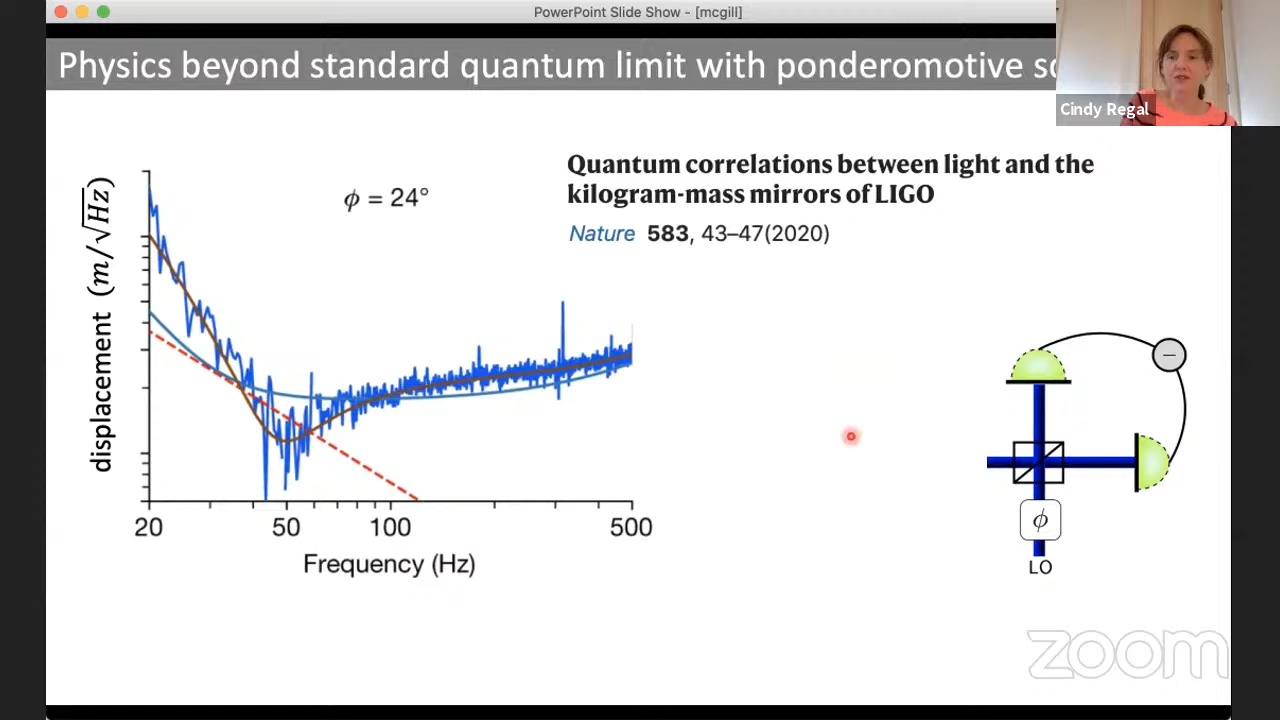 PowerPoint Slide Show - [mcgill]
Physics beyond standard quantum limit with ponderomotive
Cindy Regal
Quantum correlations between light and the
kilogram-mass mirrors of LIGO
Nature 583, 43–47(2020)
ϕ = 24°
displacement (m/√Hz)
20 50 100 500
Frequency (Hz)
−
ϕ
LO
zoom